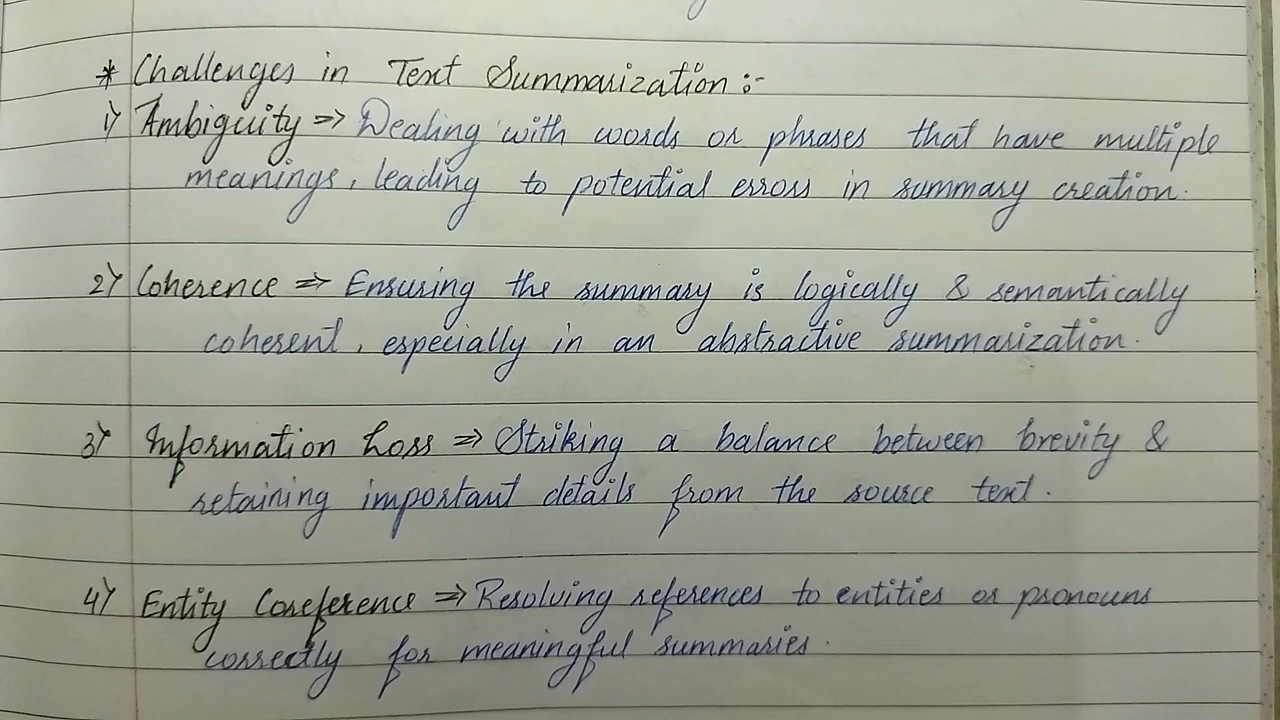 * Challenges in Text Summarization :-
1) Ambiguity => Dealing with words or phrases that have multiple
meanings, leading to potential errors in summary creation.
2) Coherence => Ensuring the summary is logically & semantically
coherent, especially in an abstractive summarization.
3) Information Loss => Striking a balance between brevity &
retaining important details from the source text.
4) Entity Coreference => Resolving references to entities or pronouns
correctly for meaningful summaries.